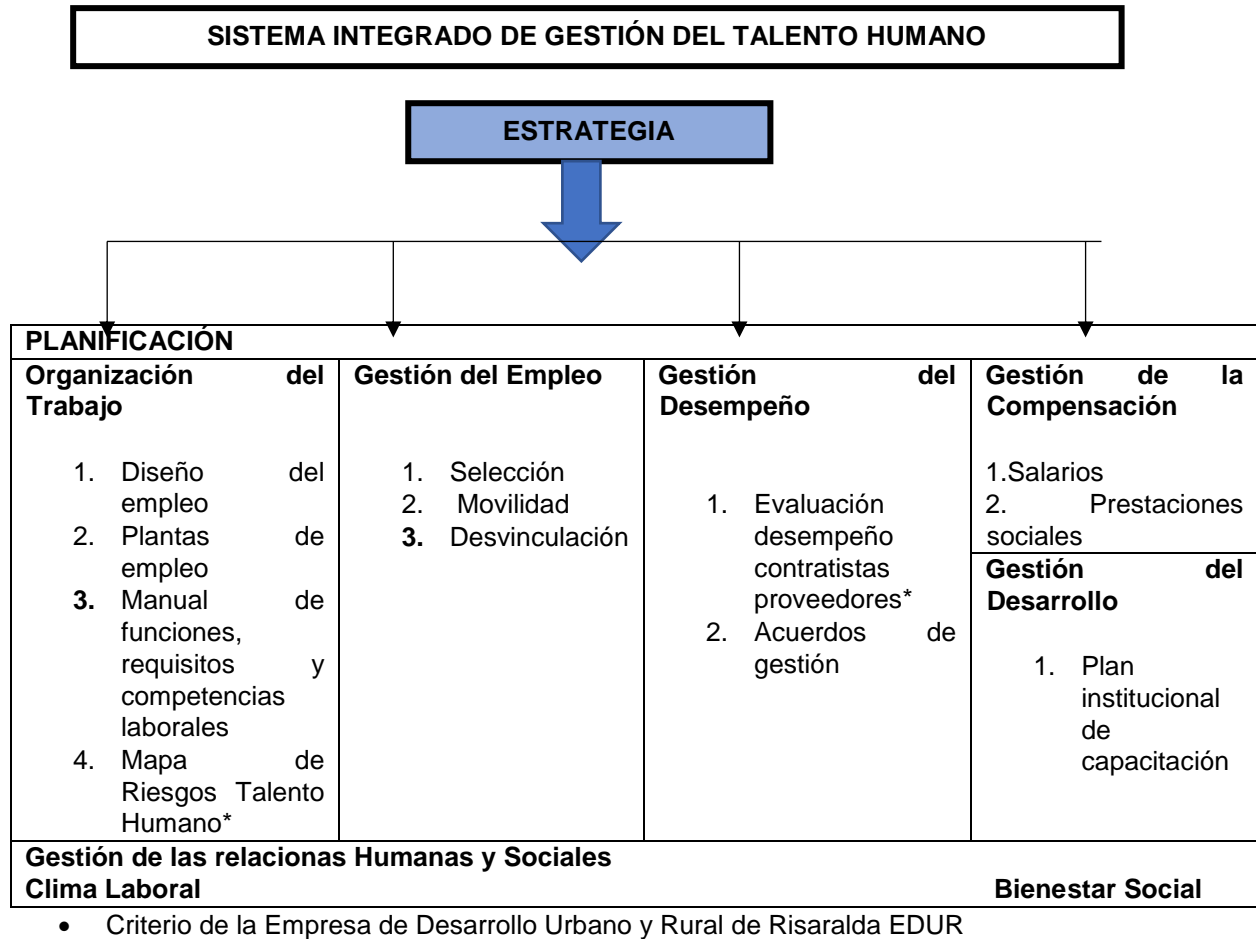 SISTEMA INTEGRADO DE GESTIÓN DEL TALENTO HUMANO
ESTRATEGIA
PLANIFICACIÓN
Organización del
Trabajo
1. Diseño del
empleo
2. Plantas de
empleo
3. Manual de
funciones,
requisitos y
competencias
laborales
4. Mapa de
Riesgos Talento
Humano*
Gestión del Empleo
1. Selección
2. Movilidad
3. Desvinculación
Gestión del
Desempeño
1. Evaluación
desempeño
contratistas
proveedores*
2. Acuerdos de
gestión
Gestión de la
Compensación
1.Salarios
2. Prestaciones
sociales
Gestión del
Desarrollo
1. Plan
institucional
de
capacitación
Gestión de las relacionas Humanas y Sociales
Clima Laboral Bienestar Social
• Criterio de la Empresa de Desarrollo Urbano y Rural de Risaralda EDUR